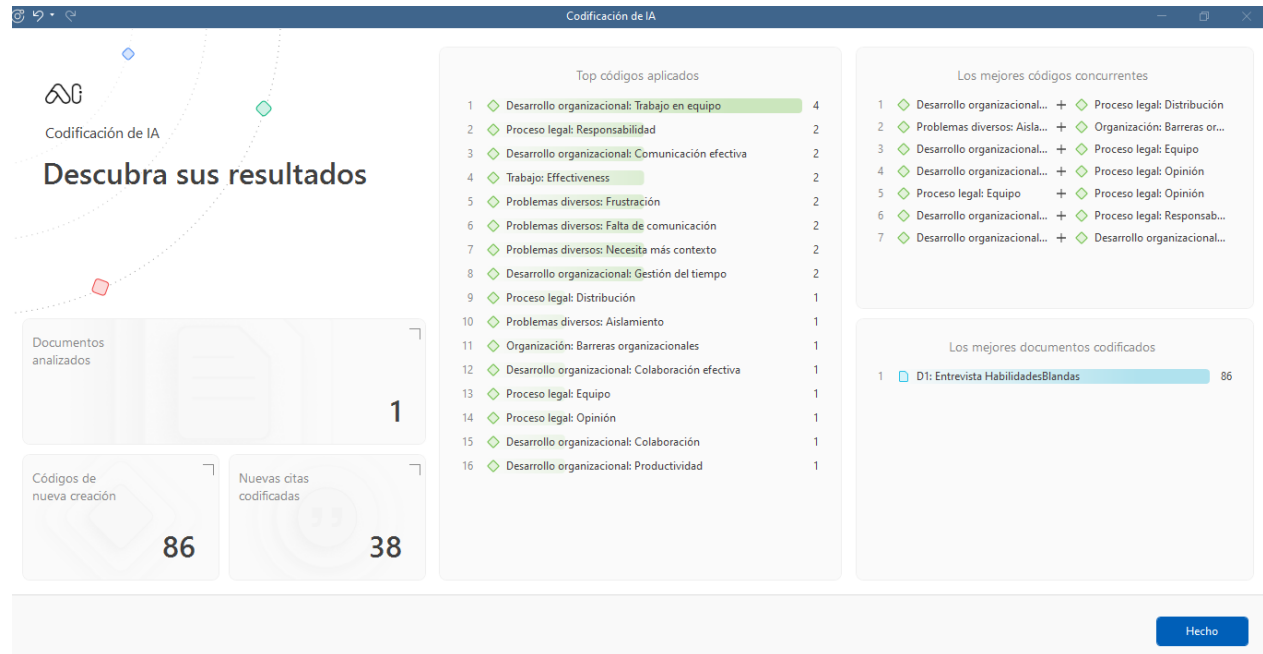 Codificación de IA
Codificación de IA
Descubra sus resultados
Documentos
analizados
1
Códigos de
nueva creación
86
Nuevas citas
codificadas
38
Top códigos aplicados
1 Desarrollo organizacional: Trabajo en equipo 4
2 Proceso legal: Responsabilidad 2
3 Desarrollo organizacional: Comunicación efectiva 2
4 Trabajo: Effectiveness 2
5 Problemas diversos: Frustración 2
6 Problemas diversos: Falta de comunicación 2
7 Problemas diversos: Necesita más contexto 2
8 Desarrollo organizacional: Gestión del tiempo 2
9 Proceso legal: Distribución 1
10 Problemas diversos: Aislamiento 1
11 Organización: Barreras organizacionales 1
12 Desarrollo organizacional: Colaboración efectiva 1
13 Proceso legal: Equipo 1
14 Proceso legal: Opinión 1
15 Desarrollo organizacional: Colaboración 1
16 Desarrollo organizacional: Productividad 1
Los mejores códigos concurrentes
1 Desarrollo organizacional... + Proceso legal: Distribución
2 Problemas diversos: Aisla... + Organización: Barreras or...
3 Desarrollo organizacional... + Proceso legal: Equipo
4 Desarrollo organizacional... + Proceso legal: Opinión
5 Proceso legal: Equipo + Proceso legal: Opinión
6 Desarrollo organizacional... + Proceso legal: Responsab...
7 Desarrollo organizacional... + Desarrollo organizacional...
Los mejores documentos codificados
1 D1: Entrevista HabilidadesBlandas 86
Hecho